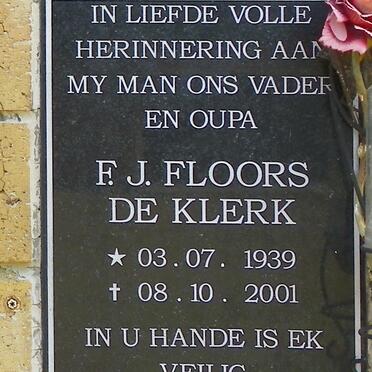 IN LIEFDE VOLLE
HERINNERING AAN
MY MAN ONS VADER
EN OUPA
F. J. FLOORS
DE KLERK
★ 03. 07. 1939
✝ 08. 10. 2001
IN U HANDE IS EK
VEILIG